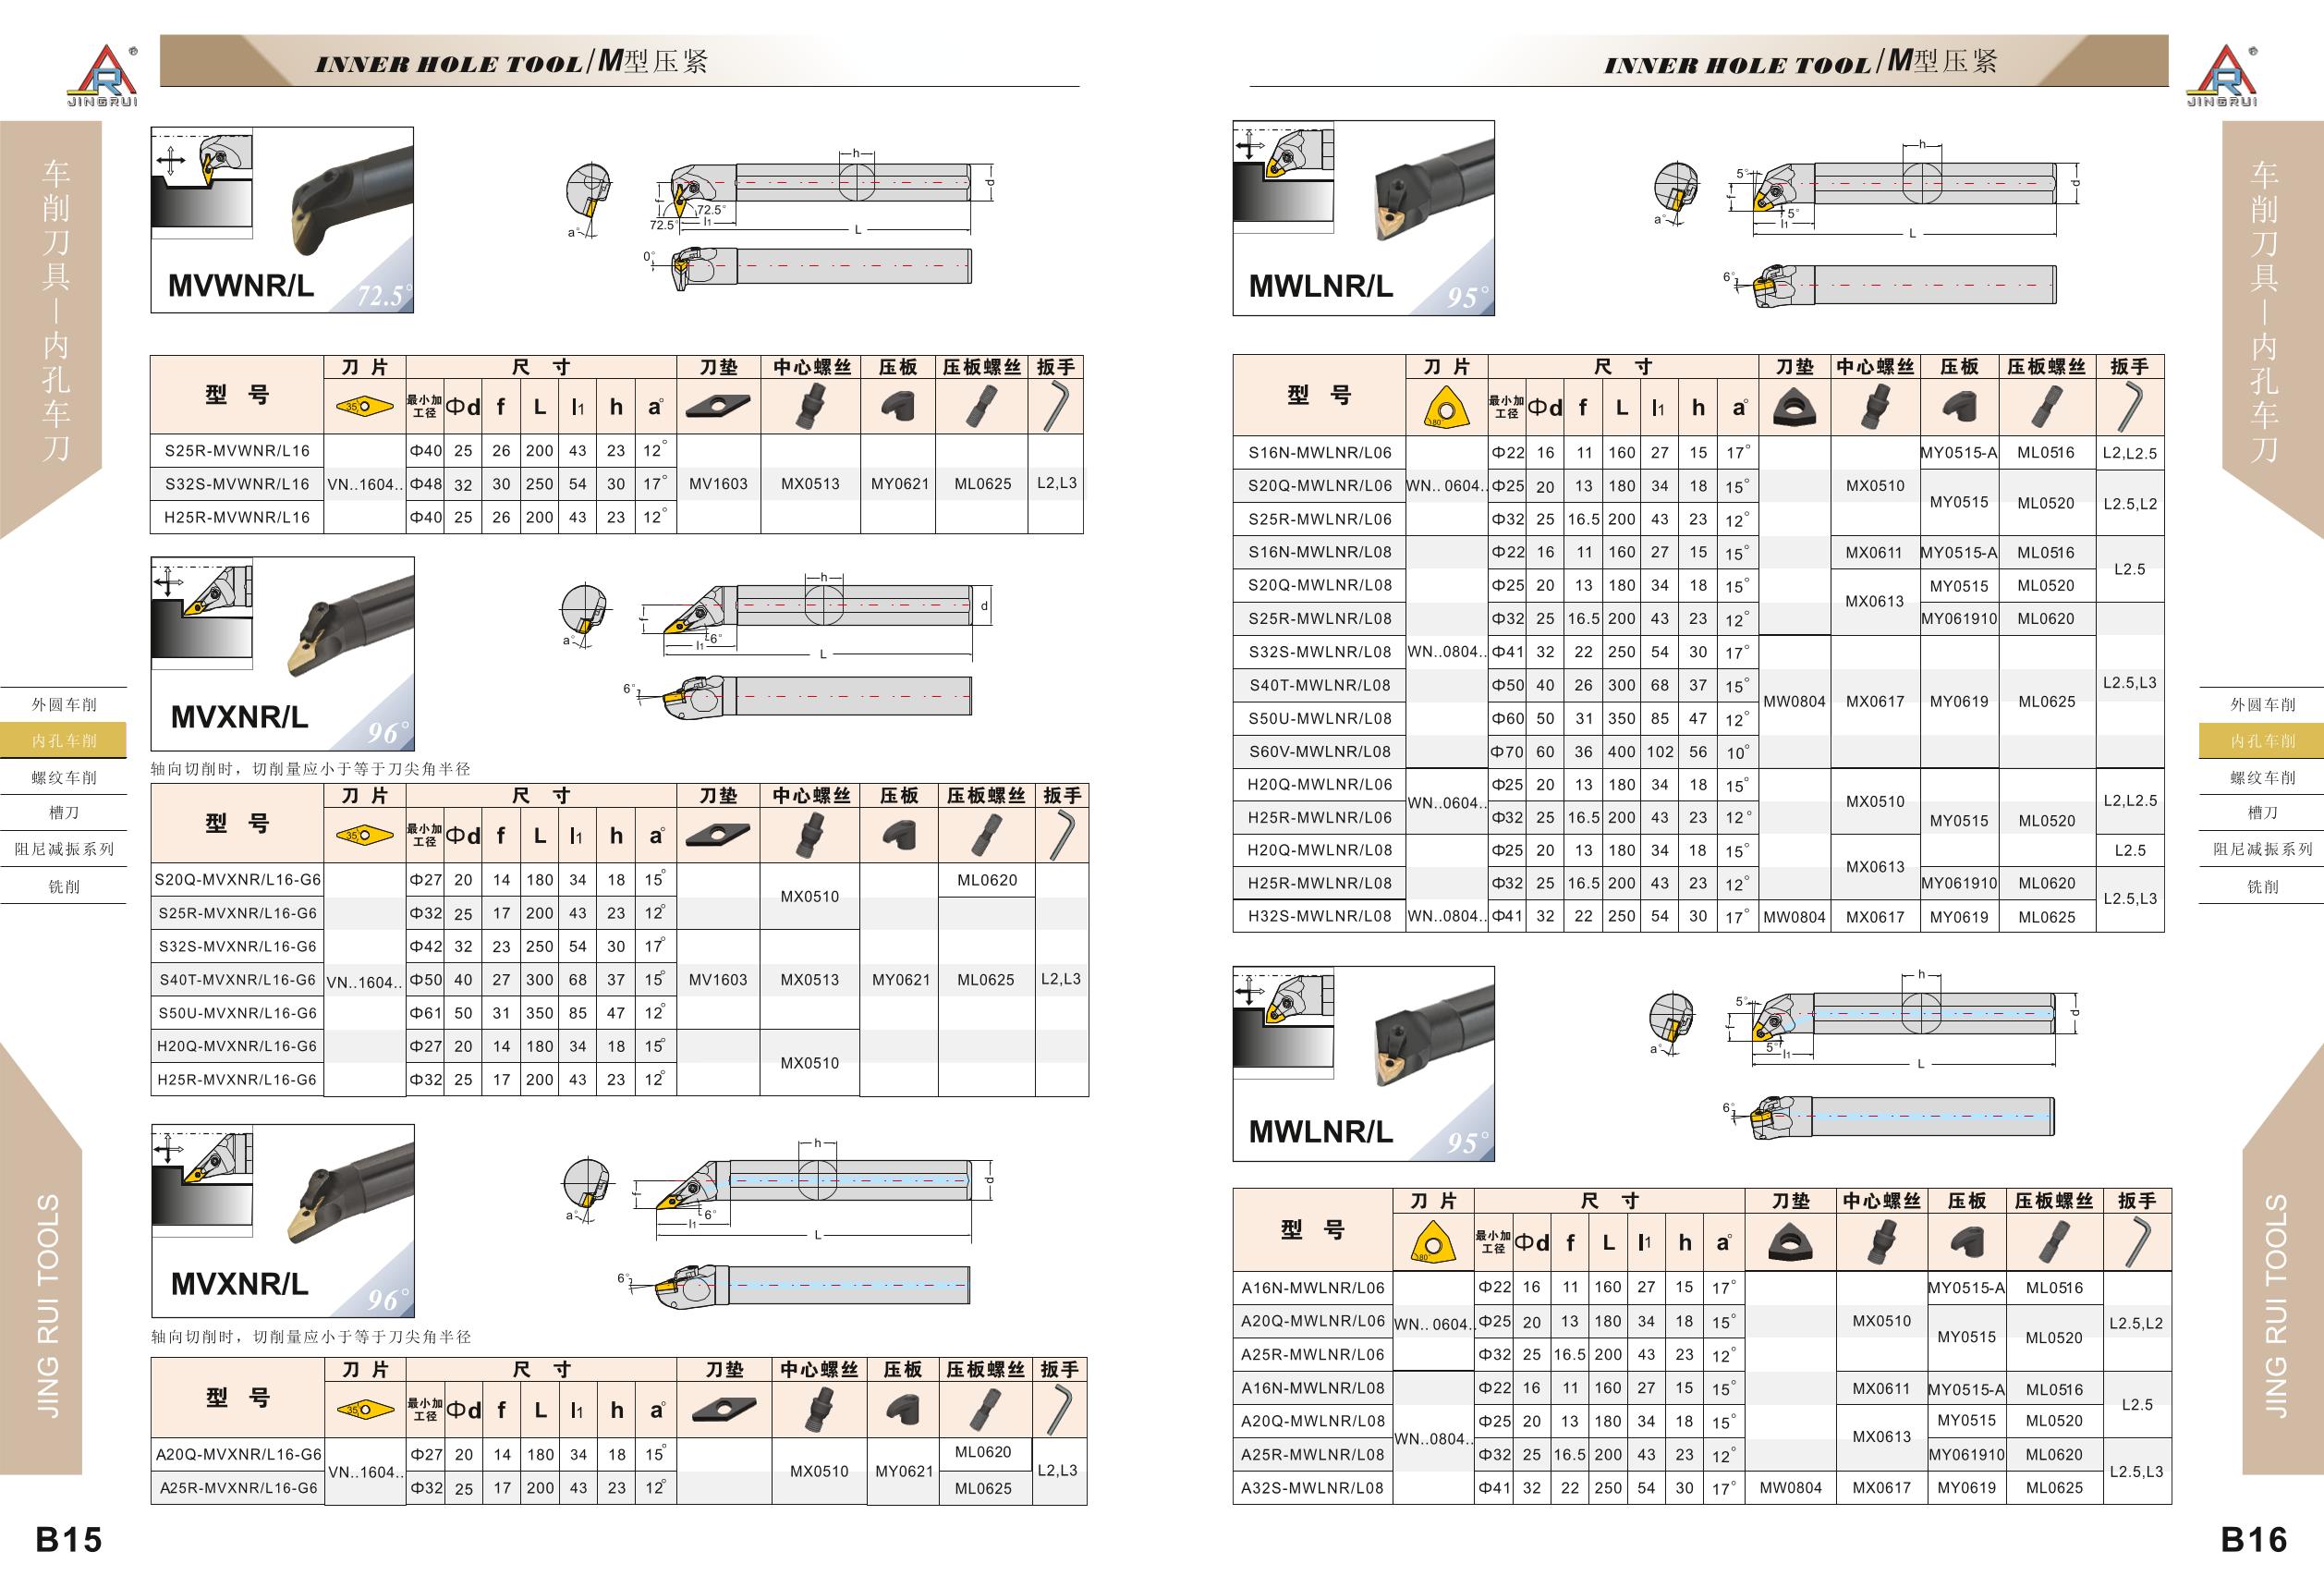 INNER HOLE TOOL/M型压紧
JINGRUI
车削刀具—内孔车刀
外圆车削
内孔车削
螺纹车削
槽刀
阻尼减振系列
铣削
JING RUI TOOLS
B15
MVWNR/L 72.5°
h d f 72.5° 72.5° l1 L a° 0°
型 号 刀 片 尺 寸 刀垫 中心螺丝 压板 压板螺丝 扳手
35° 最小加工径 Φd f L l1 h a°
S25R-MVWNR/L16 Φ40 25 26 200 43 23 12°
S32S-MVWNR/L16 VN..1604.. Φ48 32 30 250 54 30 17° MV1603 MX0513 MY0621 ML0625 L2,L3
H25R-MVWNR/L16 Φ40 25 26 200 43 23 12°
MVXNR/L 96°
h d f 6° l1 L a° 6°
轴向切削时，切削量应小于等于刀尖角半径
型 号 刀 片 尺 寸 刀垫 中心螺丝 压板 压板螺丝 扳手
35° 最小加工径 Φd f L l1 h a°
S20Q-MVXNR/L16-G6 Φ27 20 14 180 34 18 15° MX0510 ML0620
S25R-MVXNR/L16-G6 Φ32 25 17 200 43 23 12°
S32S-MVXNR/L16-G6 Φ42 32 23 250 54 30 17°
S40T-MVXNR/L16-G6 VN..1604.. Φ50 40 27 300 68 37 15° MV1603 MX0513 MY0621 ML0625 L2,L3
S50U-MVXNR/L16-G6 Φ61 50 31 350 85 47 12°
H20Q-MVXNR/L16-G6 Φ27 20 14 180 34 18 15° MX0510
H25R-MVXNR/L16-G6 Φ32 25 17 200 43 23 12°
MVXNR/L 96°
h d f 6° l1 L a° 6°
轴向切削时，切削量应小于等于刀尖角半径
型 号 刀 片 尺 寸 刀垫 中心螺丝 压板 压板螺丝 扳手
35° 最小加工径 Φd f L l1 h a°
A20Q-MVXNR/L16-G6 VN..1604.. Φ27 20 14 180 34 18 15° MX0510 MY0621 ML0620 L2,L3
A25R-MVXNR/L16-G6 Φ32 25 17 200 43 23 12° ML0625
INNER HOLE TOOL/M型压紧
JINGRUI
MWLNR/L 95°
h d 5° f 5° l1 L a° 6°
型 号 刀 片 尺 寸 刀垫 中心螺丝 压板 压板螺丝 扳手
80° 最小加工径 Φd f L l1 h a°
S16N-MWLNR/L06 Φ22 16 11 160 27 15 17° MY0515-A ML0516 L2,L2.5
S20Q-MWLNR/L06 WN..0604.. Φ25 20 13 180 34 18 15° MX0510 MY0515 ML0520 L2.5,L2
S25R-MWLNR/L06 Φ32 25 16.5 200 43 23 12°
S16N-MWLNR/L08 Φ22 16 11 160 27 15 15° MX0611 MY0515-A ML0516 L2.5
S20Q-MWLNR/L08 Φ25 20 13 180 34 18 15° MX0613 MY0515 ML0520
S25R-MWLNR/L08 Φ32 25 16.5 200 43 23 12° MY061910 ML0620
S32S-MWLNR/L08 WN..0804.. Φ41 32 22 250 54 30 17°
S40T-MWLNR/L08 Φ50 40 26 300 68 37 15° MW0804 MX0617 MY0619 ML0625 L2.5,L3
S50U-MWLNR/L08 Φ60 50 31 350 85 47 12°
S60V-MWLNR/L08 Φ70 60 36 400 102 56 10°
H20Q-MWLNR/L06 WN..0604.. Φ25 20 13 180 34 18 15° MX0510 L2,L2.5
H25R-MWLNR/L06 Φ32 25 16.5 200 43 23 12° MY0515 ML0520
H20Q-MWLNR/L08 Φ25 20 13 180 34 18 15° MX0613 L2.5
H25R-MWLNR/L08 Φ32 25 16.5 200 43 23 12° MY061910 ML0620 L2.5,L3
H32S-MWLNR/L08 WN..0804.. Φ41 32 22 250 54 30 17° MW0804 MX0617 MY0619 ML0625
MWLNR/L 95°
h d 5° f 5° l1 L a° 6°
型 号 刀 片 尺 寸 刀垫 中心螺丝 压板 压板螺丝 扳手
80° 最小加工径 Φd f L l1 h a°
A16N-MWLNR/L06 Φ22 16 11 160 27 15 17° MY0515-A ML0516
A20Q-MWLNR/L06 WN..0604.. Φ25 20 13 180 34 18 15° MX0510 MY0515 ML0520 L2.5,L2
A25R-MWLNR/L06 Φ32 25 16.5 200 43 23 12°
A16N-MWLNR/L08 Φ22 16 11 160 27 15 15° MX0611 MY0515-A ML0516 L2.5
A20Q-MWLNR/L08 WN..0804.. Φ25 20 13 180 34 18 15° MX0613 MY0515 ML0520
A25R-MWLNR/L08 Φ32 25 16.5 200 43 23 12° MY061910 ML0620 L2.5,L3
A32S-MWLNR/L08 Φ41 32 22 250 54 30 17° MW0804 MX0617 MY0619 ML0625
车削刀具—内孔车刀
外圆车削
内孔车削
螺纹车削
槽刀
阻尼减振系列
铣削
JING RUI TOOLS
B16